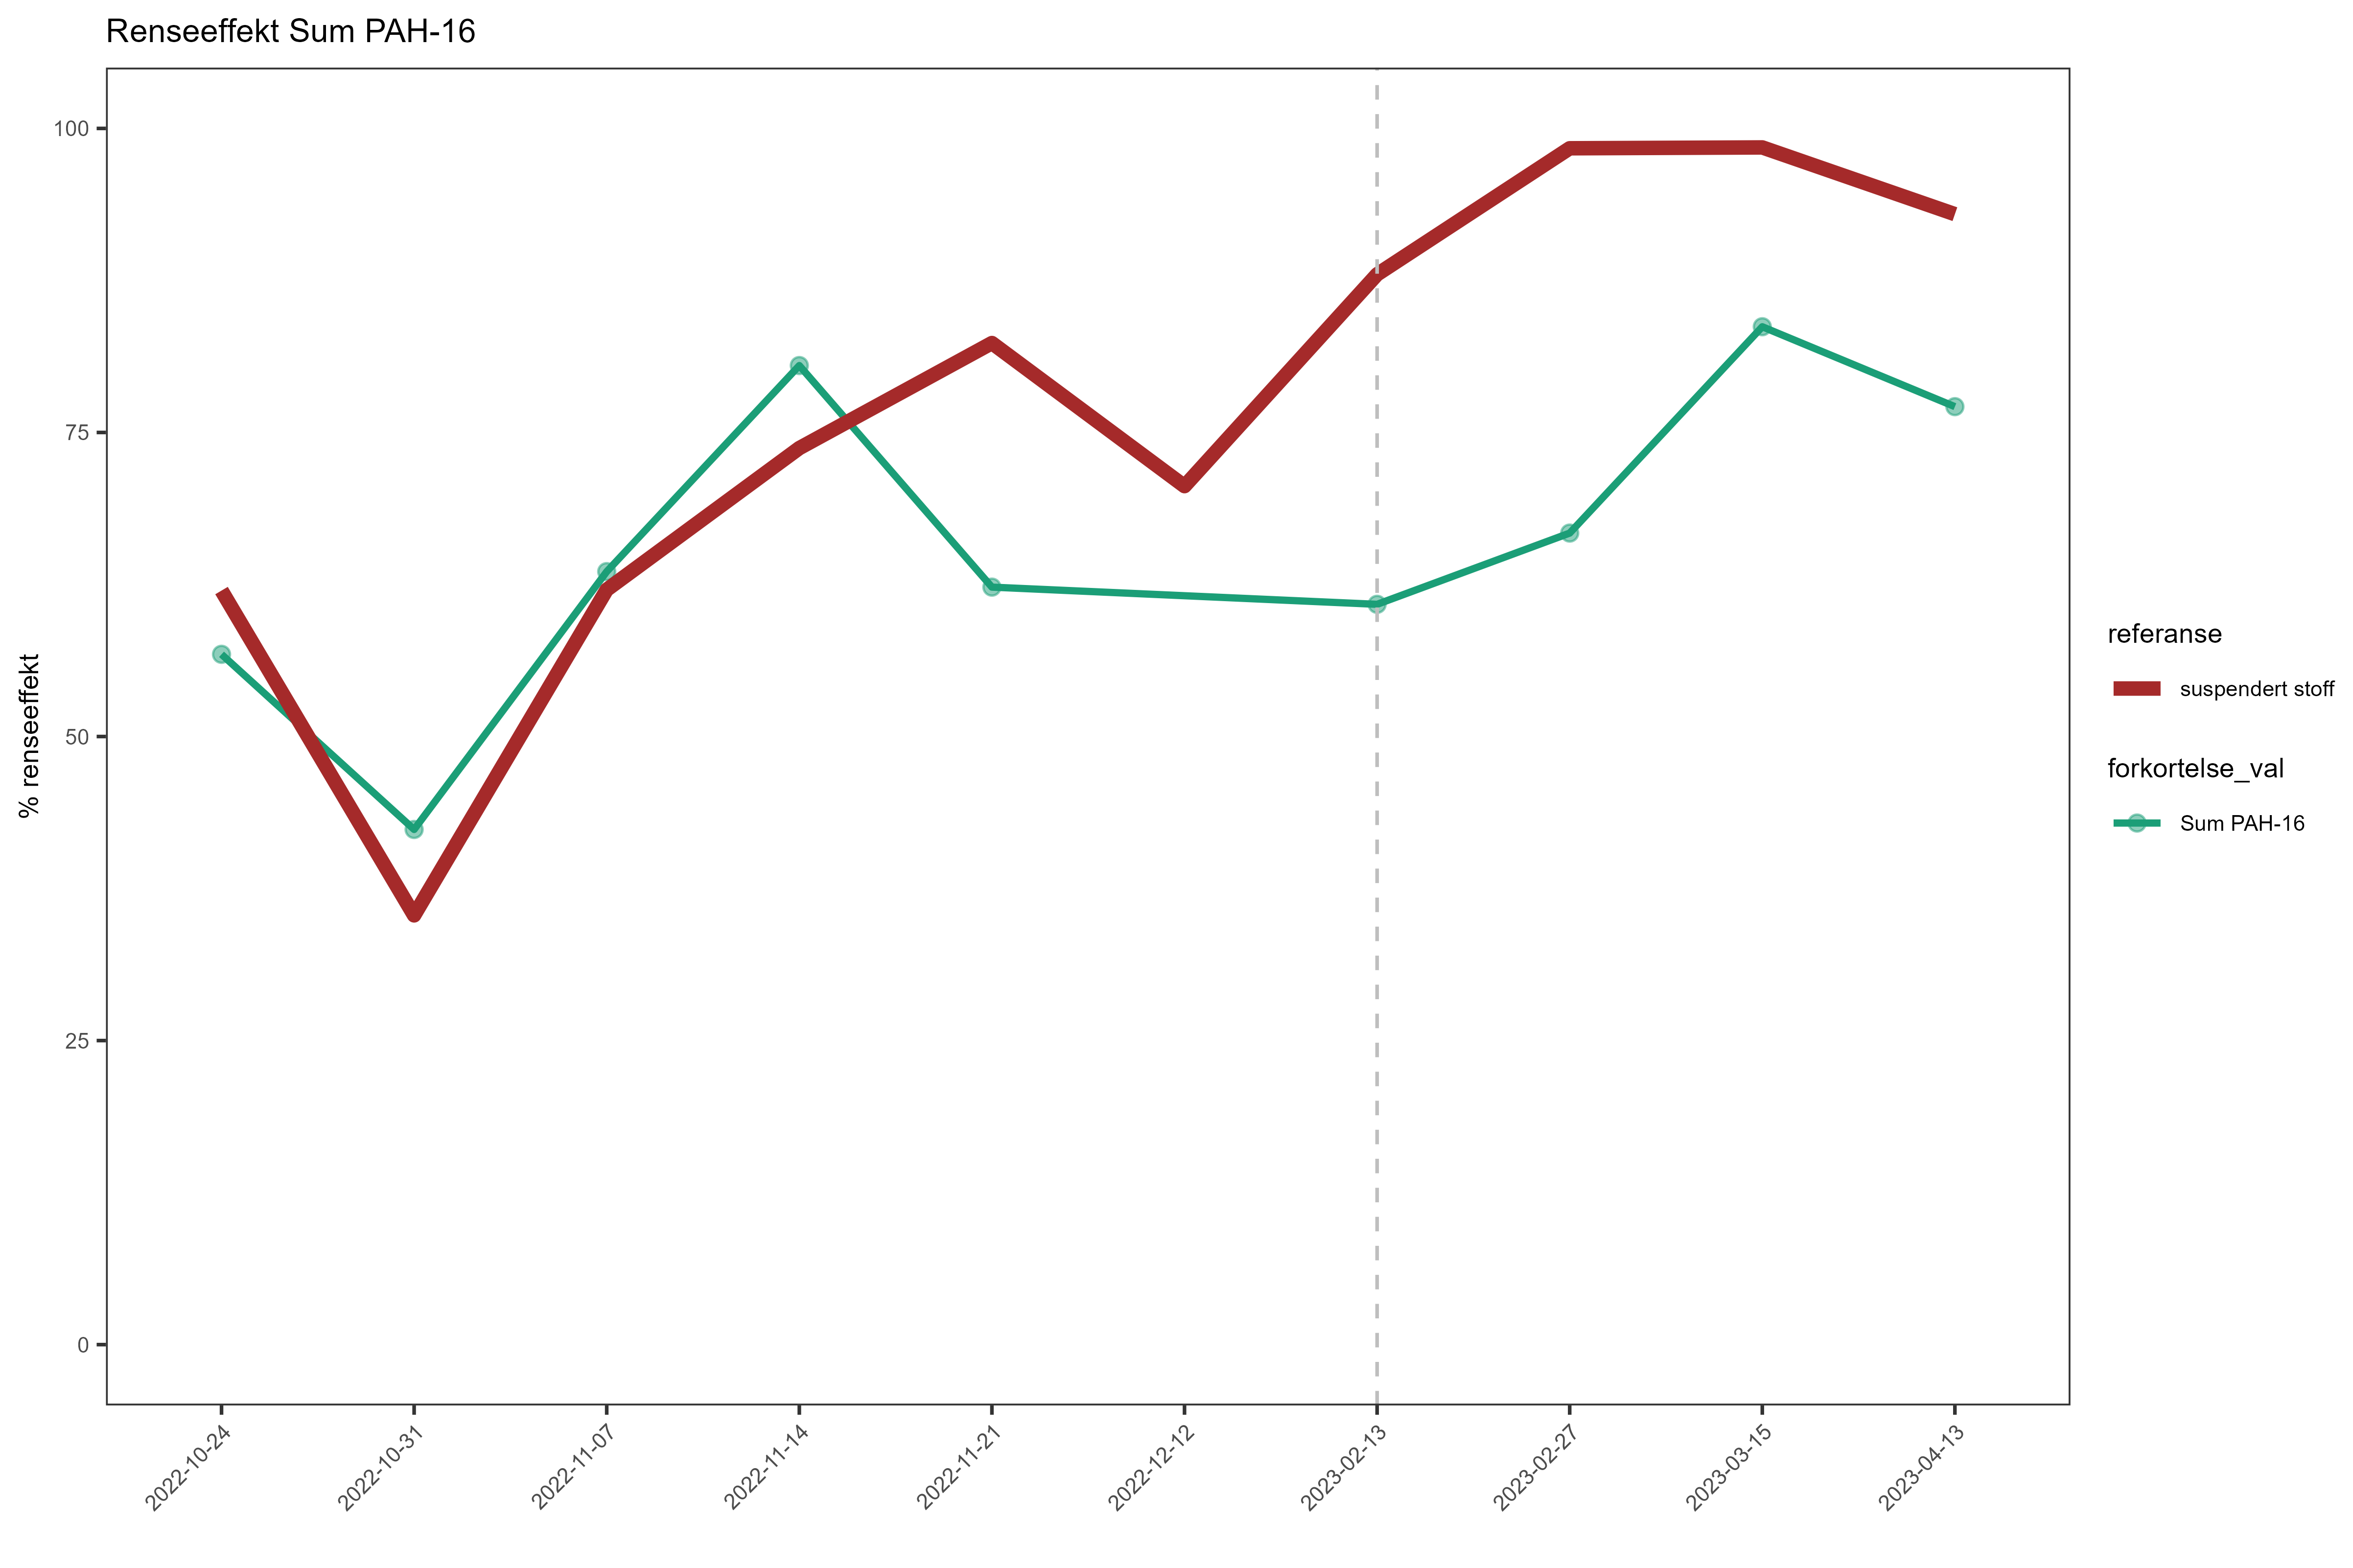 Renseeffekt Sum PAH-16
% renseeffekt
100
75
50
25
0
2022-10-24
2022-10-31
2022-11-07
2022-11-14
2022-11-21
2022-12-12
2023-02-13
2023-02-27
2023-03-15
2023-04-13
referanse
suspendert stoff
forkortelse_val
Sum PAH-16